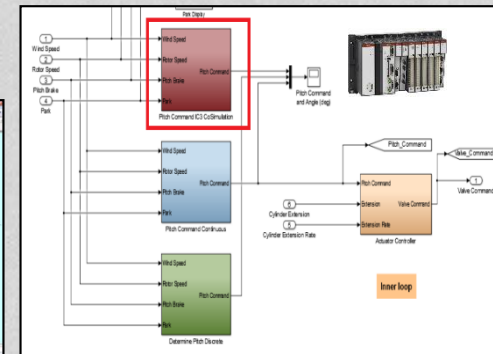 Park Display
1
Wind Speed
2
Rotor Speed
3
Pitch Brake
4
Park
Wind Speed
Rotor Speed
Pitch Brake
Park
Pitch Command
Pitch Command IC3 CoSimulation
Pitch Command
and Angle (deg)
Wind Speed
Rotor Speed
Pitch Brake
Park
Pitch Command
Pitch Command Continuous
Pitch_Command
Valve_Command
6
Cylinder Extension
5
Cylinder Extension Rate
Pitch Command
Extension
Extension Rate
Valve Command
Actuator Controller
1
Valve Command
Wind Speed
Rotor Speed
Pitch Brake
Park
Pitch Command
Determine Pitch Discrete
Inner loop